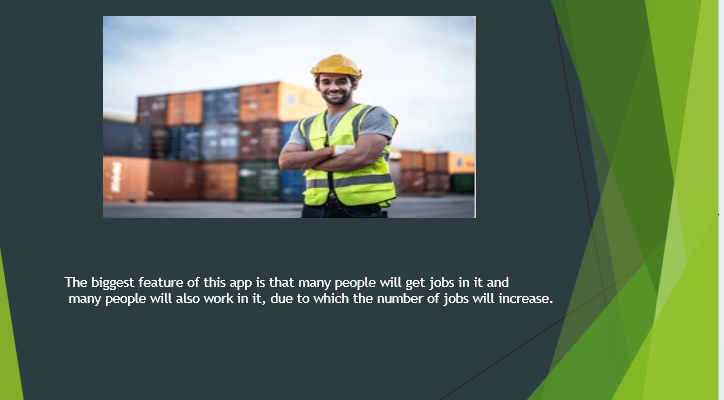 The biggest feature of this app is that many people will get jobs in it and
many people will also work in it, due to which the number of jobs will increase.